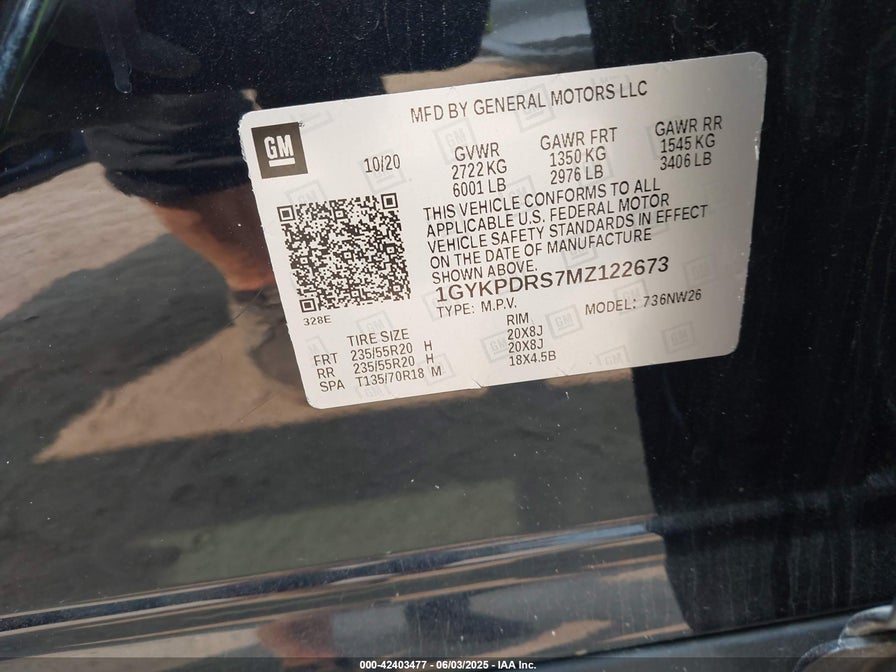 MFD BY GENERAL MOTORS LLC
GM
10/20
GVWR
2722 KG
6001 LB
GAWR FRT
1350 KG
2976 LB
GAWR RR
1545 KG
3406 LB
THIS VEHICLE CONFORMS TO ALL
APPLICABLE U.S. FEDERAL MOTOR
VEHICLE SAFETY STANDARDS IN EFFECT
ON THE DATE OF MANUFACTURE
SHOWN ABOVE.
1GYKPDRS7MZ122673
TYPE: M.P.V. MODEL: 736NW26
328E
TIRE SIZE RIM
FRT 235/55R20 H 20X8J
RR 235/55R20 H 20X8J
SPA T135/70R18 M 18X4.5B
000-42403477 - 06/03/2025 - IAA Inc.